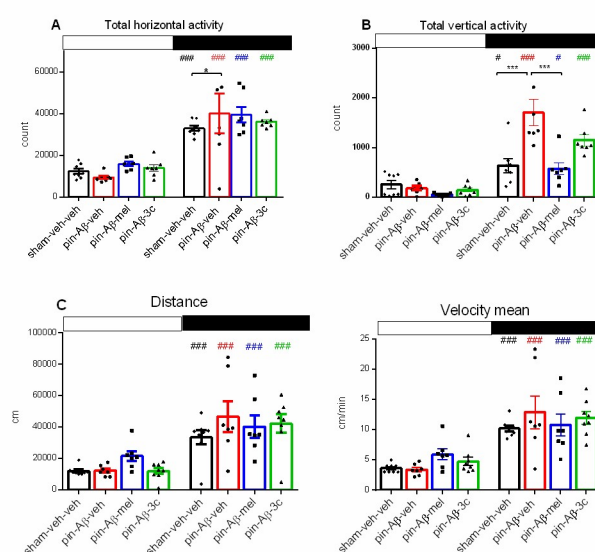 A
Total horizontal activity
### ### ### ###
*
60000
40000
20000
0
count
sham-veh-veh
pin-Aβ-veh
pin-Aβ-mel
pin-Aβ-3c
sham-veh
pin-Aβ-veh
pin-Aβ-mel
pin-Aβ-3c
B
Total vertical activity
# ### # ###
*** ***
3000
2000
1000
0
count
sham-veh-veh
pin-Aβ-veh
pin-Aβ-mel
pin-Aβ-3c
sham-veh
pin-Aβ-veh
pin-Aβ-mel
pin-Aβ-3c
C
Distance
### ### ### ###
100000
80000
60000
40000
20000
0
cm
sham-veh-veh
pin-Aβ-veh
pin-Aβ-mel
pin-Aβ-3c
sham-veh
pin-Aβ-veh
pin-Aβ-mel
pin-Aβ-3c
Velocity mean
### ### ### ###
25
20
15
10
5
0
cm/min
sham-veh-veh
pin-Aβ-veh
pin-Aβ-mel
pin-Aβ-3c
sham-veh
pin-Aβ-veh
pin-Aβ-mel
pin-Aβ-3c